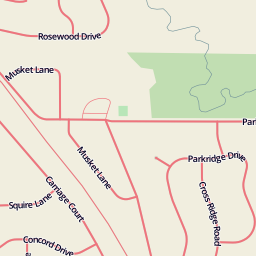 Rosewood Drive
Musket Lane
Par
Parkridge Drive
Musket Lane
Carriage Court
Cross Ridge Road
Squire Lane
Concord Drive